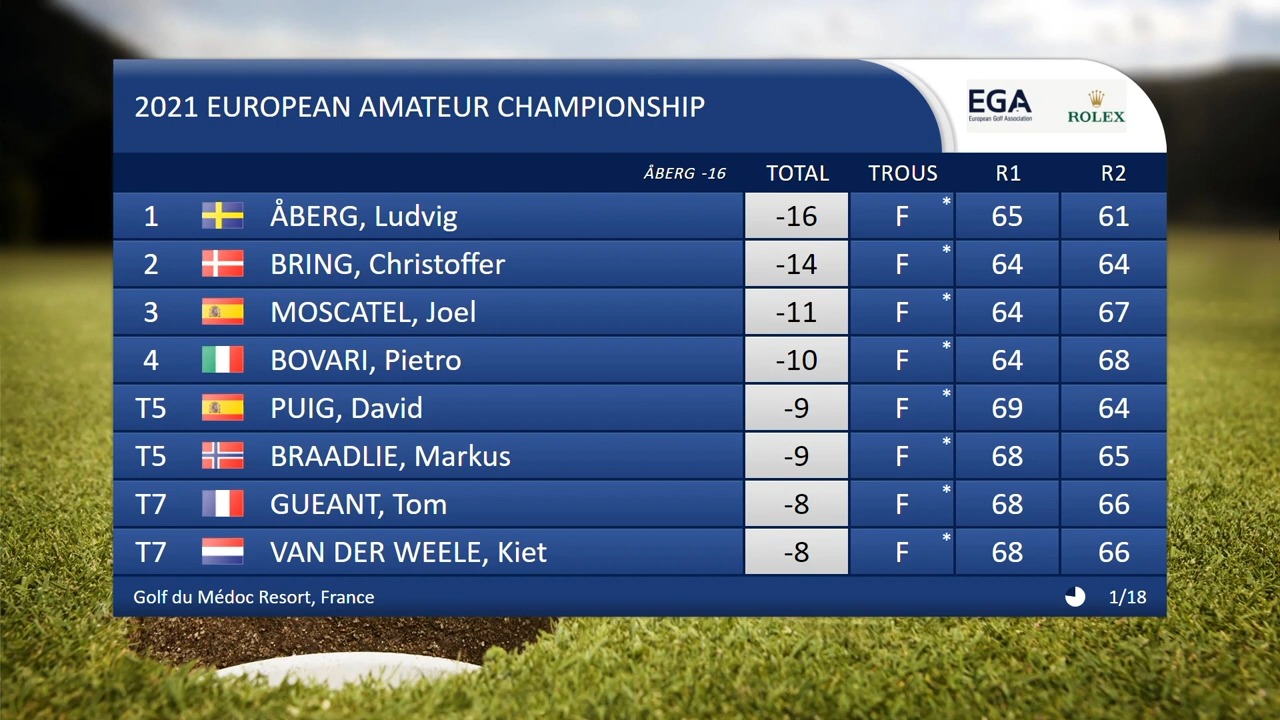 2021 EUROPEAN AMATEUR CHAMPIONSHIP
EGA
European Golf Association
ROLEX
ÅBERG -16 TOTAL TROUS R1 R2
1 ÅBERG, Ludvig -16 F * 65 61
2 BRING, Christoffer -14 F * 64 64
3 MOSCATEL, Joel -11 F * 64 67
4 BOVARI, Pietro -10 F * 64 68
T5 PUIG, David -9 F * 69 64
T5 BRAADLIE, Markus -9 F * 68 65
T7 GUEANT, Tom -8 F * 68 66
T7 VAN DER WEELE, Kiet -8 F * 68 66
Golf du Médoc Resort, France 1/18